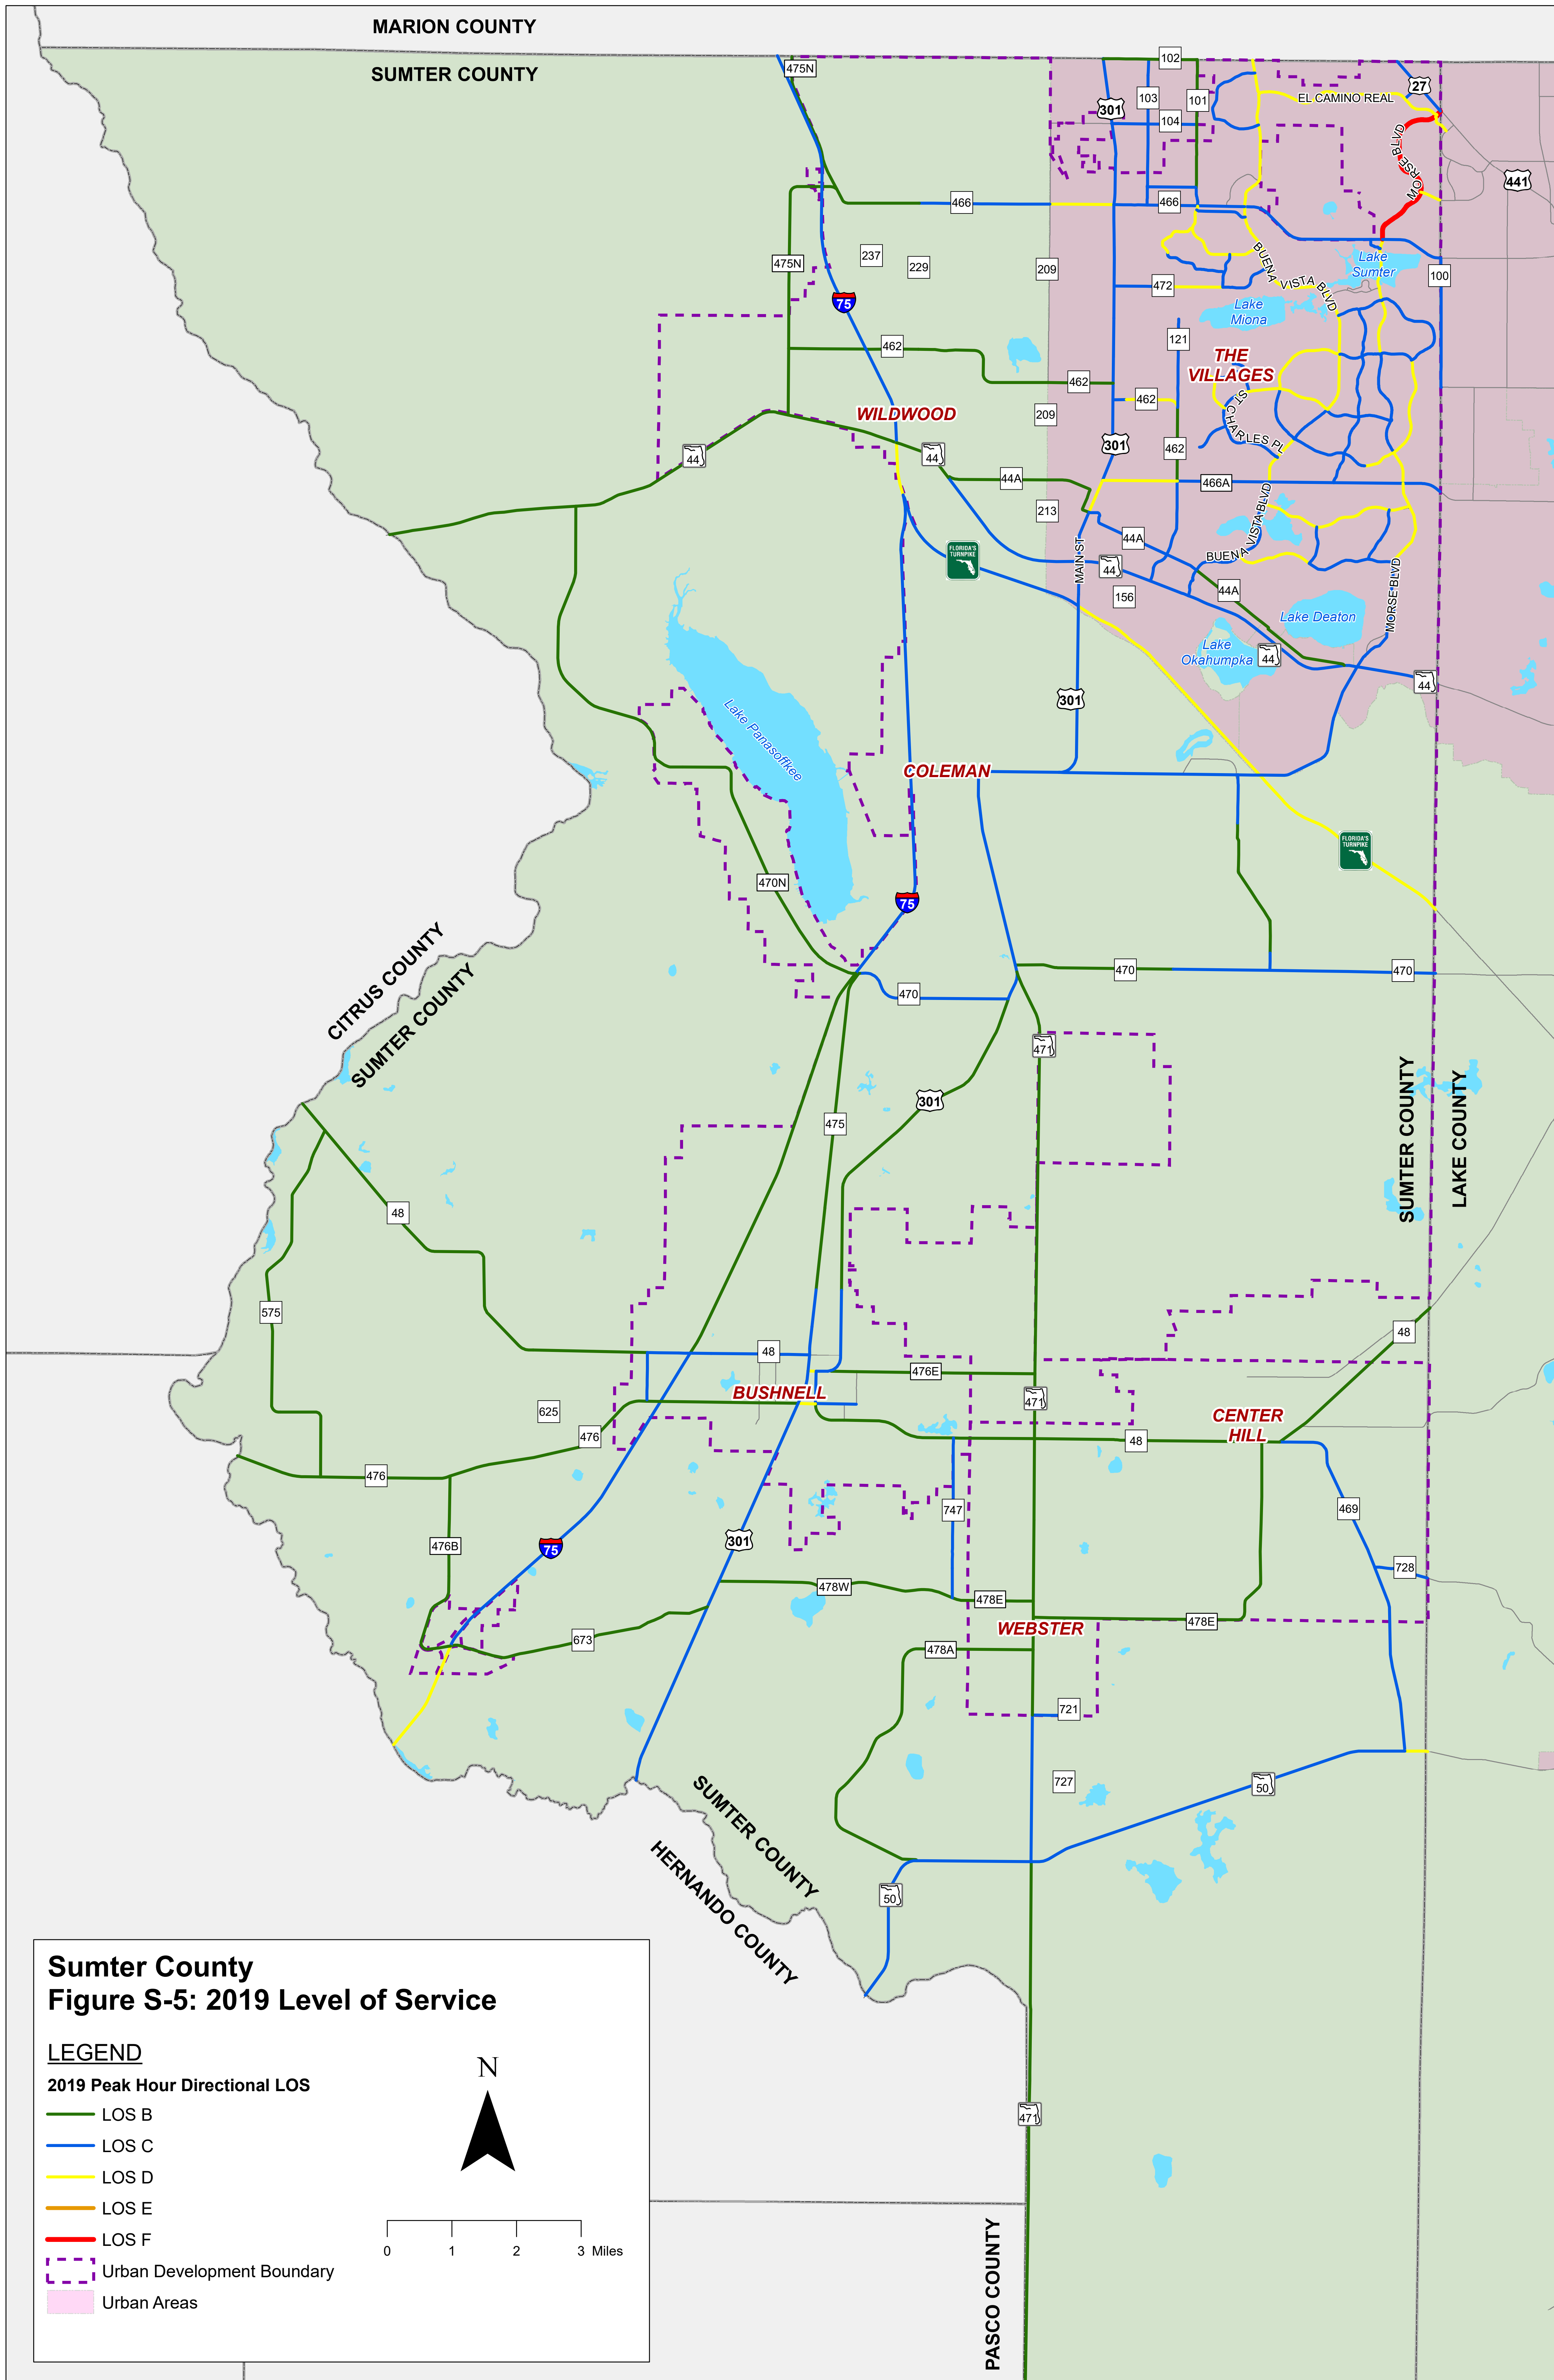 MARION COUNTY
SUMTER COUNTY
475N
102
27
301
103
101
EL CAMINO REAL
104
MORSE BLVD
441
466
466
475N
237
229
209
BUENA VISTA BLVD
Lake
Sumter
100
75
472
Lake
Miona
121
462
THE
VILLAGES
462
462
WILDWOOD
209
ST CHARLES PL
44
44
301
462
44A
466A
213
MAIN ST
44A
BUENA VISTA BLVD
FLORIDA'S
TURNPIKE
44
156
44A
Lake Deaton
MORSE BLVD
Lake
Okahumpka
44
44
301
Lake Panasoffkee
COLEMAN
FLORIDA'S
TURNPIKE
470N
75
CITRUS COUNTY
SUMTER COUNTY
470
470
470
471
SUMTER COUNTY
LAKE COUNTY
301
475
48
575
48
48
476E
BUSHNELL
471
625
CENTER
HILL
476
48
476
747
469
476B
75
301
728
478W
478E
478E
WEBSTER
673
478A
721
727
50
SUMTER COUNTY
HERNANDO COUNTY
50
471
PASCO COUNTY
Sumter County
Figure S-5: 2019 Level of Service
LEGEND
N
2019 Peak Hour Directional LOS
LOS B
LOS C
LOS D
LOS E
LOS F
0 1 2 3 Miles
Urban Development Boundary
Urban Areas